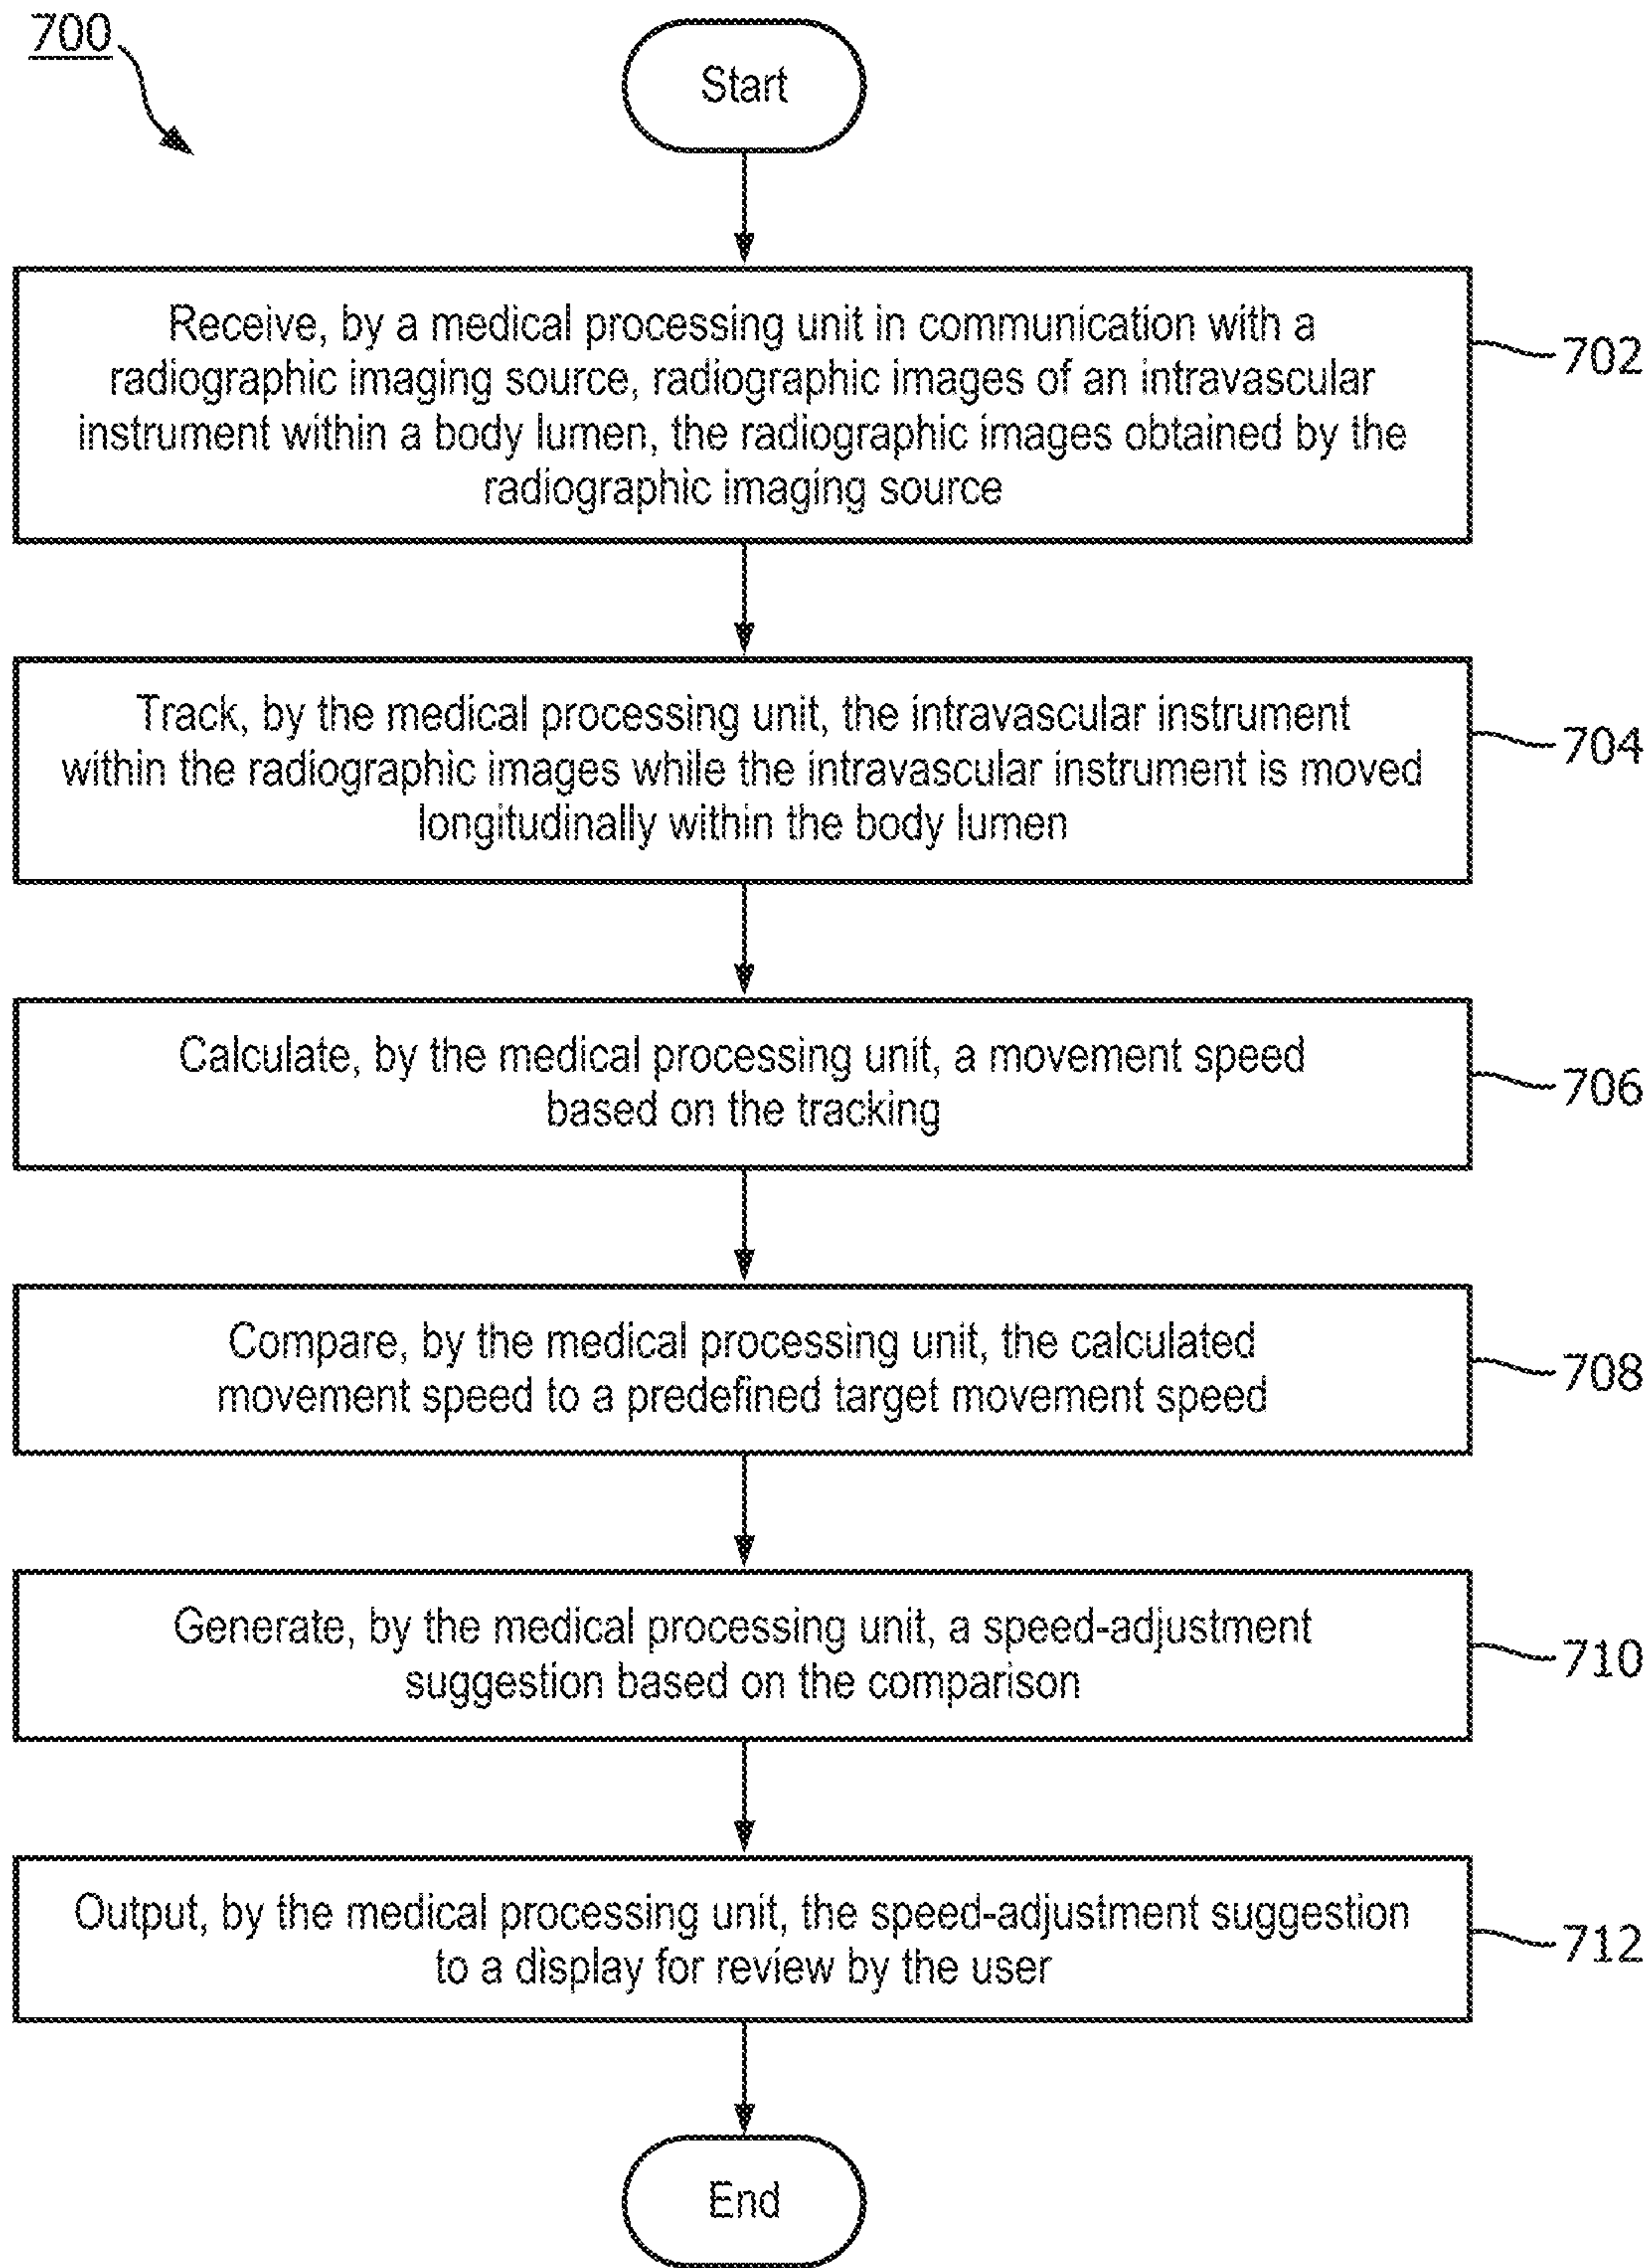 700
Start
Receive, by a medical processing unit in communication with a
radiographic imaging source, radiographic images of an intravascular
instrument within a body lumen, the radiographic images obtained by the
radiographic imaging source
702
Track, by the medical processing unit, the intravascular instrument
within the radiographic images while the intravascular instrument is moved
longitudinally within the body lumen
704
Calculate, by the medical processing unit, a movement speed
based on the tracking
706
Compare, by the medical processing unit, the calculated
movement speed to a predefined target movement speed
708
Generate, by the medical processing unit, a speed-adjustment
suggestion based on the comparison
710
Output, by the medical processing unit, the speed-adjustment suggestion
to a display for review by the user
712
End